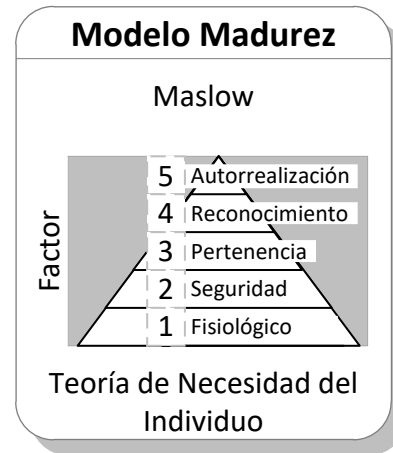 Modelo Madurez
Maslow
Factor
5 Autorrealización
4 Reconocimiento
3 Pertenencia
2 Seguridad
1 Fisiológico
Teoría de Necesidad del
Individuo